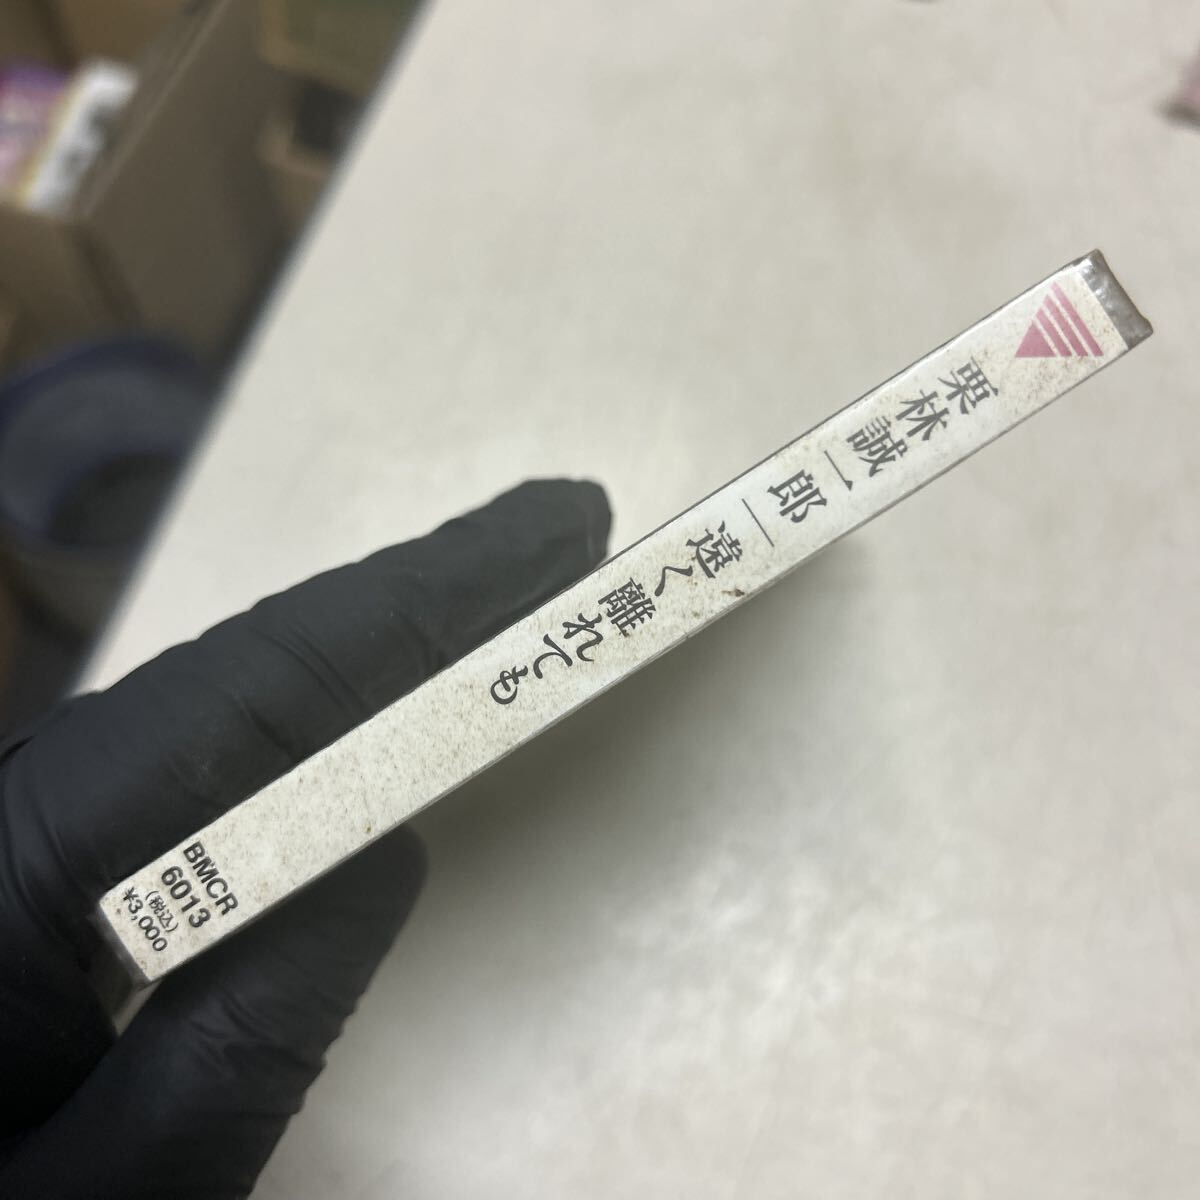 栗林誠一郎｜遠く離れても
BMCR
6013
(税込)
¥3,000